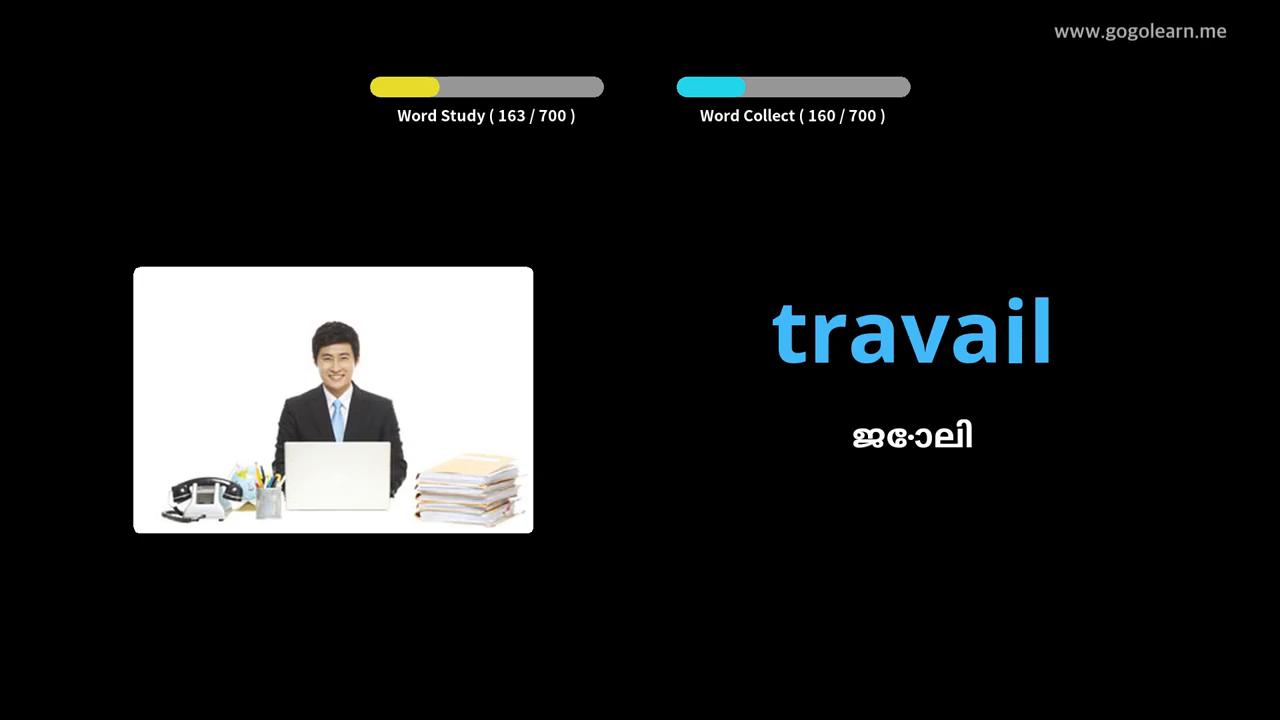 www.gogolearn.me
Word Study ( 163 / 700 )
Word Collect ( 160 / 700 )
travail
ജോലി